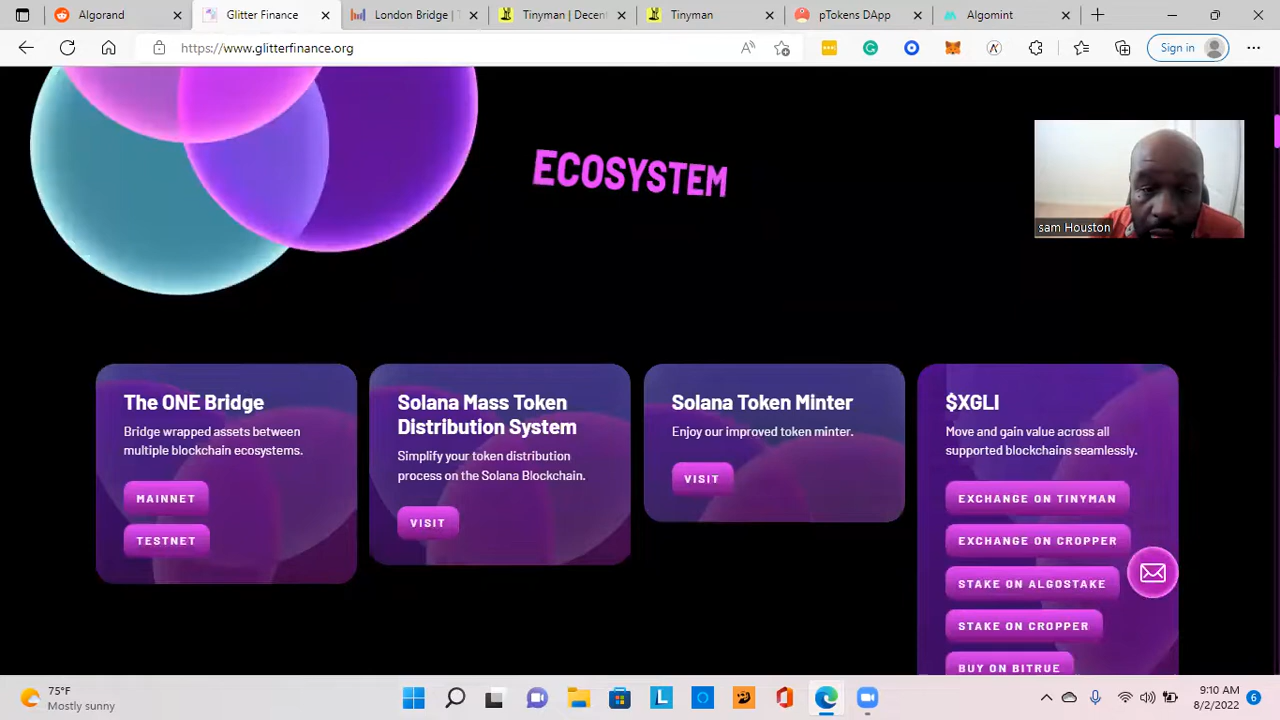 Algorand
Glitter Finance
London Bridge | T
Tinyman | Decent
Tinyman
pTokens DApp
Algomint
https://www.glitterfinance.org
Sign in
ECOSYSTEM
sam Houston
The ONE Bridge
Bridge wrapped assets between
multiple blockchain ecosystems.
MAINNET
TESTNET
Solana Mass Token
Distribution System
Simplify your token distribution
process on the Solana Blockchain.
VISIT
Solana Token Minter
Enjoy our improved token minter.
VISIT
$XGLI
Move and gain value across all
supported blockchains seamlessly.
EXCHANGE ON TINYMAN
EXCHANGE ON CROPPER
STAKE ON ALGOSTAKE
STAKE ON CROPPER
BUY ON BITRUE
75°F
Mostly sunny
9:10 AM
8/2/2022
6